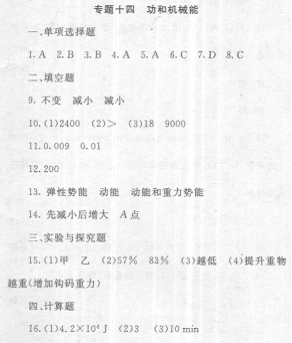 专题十四 功和机械能
一、单项选择题
1. A 2. B 3. B 4. A 5. A 6. C 7. D 8. C
二、填空题
9. 不变 减小 减小
10. (1)2400 (2)> (3)18 9000
11. 0.009 0.01
12. 200
13. 弹性势能 动能 动能和重力势能
14. 先减小后增大 A点
三、实验与探究题
15. (1)甲 乙 (2)57% 83% (3)越低 (4)提升重物
越重(增加钩码重力)
四、计算题
16. (1)4.2×10⁴ J (2)3 (3)10 min